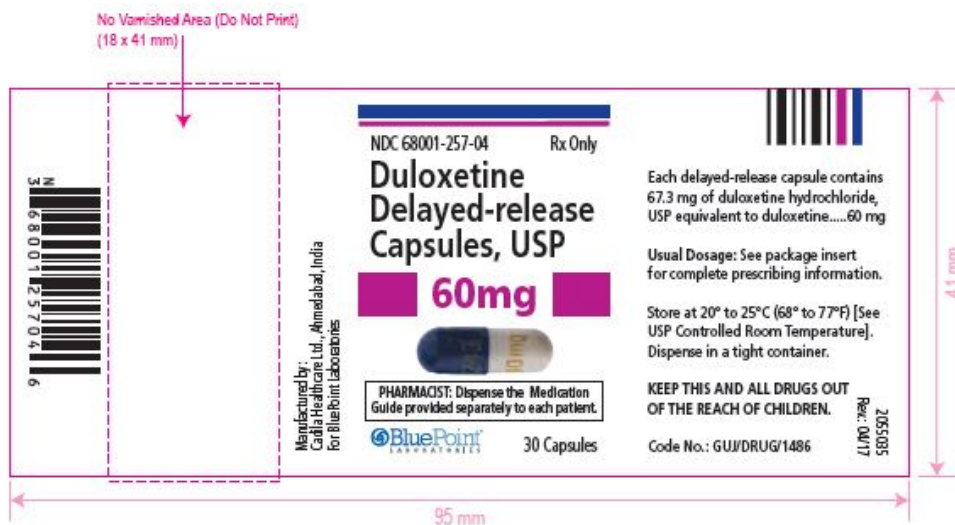 No Varnished Area (Do Not Print)
(18 x 41 mm)
N
3 68001 25704 6
Manufactured by:
Cadila Healthcare Ltd., Ahmedabad, India
For BluePoint Laboratories
NDC 68001-257-04 Rx Only
Duloxetine
Delayed-release
Capsules, USP
60mg
PHARMACIST: Dispense the Medication
Guide provided separately to each patient.
BluePoint
LABORATORIES
30 Capsules
Each delayed-release capsule contains
67.3 mg of duloxetine hydrochloride,
USP equivalent to duloxetine.....60 mg
Usual Dosage: See package insert
for complete prescribing information.
Store at 20° to 25°C (68° to 77°F) [See
USP Controlled Room Temperature].
Dispense in a tight container.
KEEP THIS AND ALL DRUGS OUT
OF THE REACH OF CHILDREN.
Code No.: GUJ/DRUG/1486
2055035
Rev.: 04/17
41 mm
95 mm